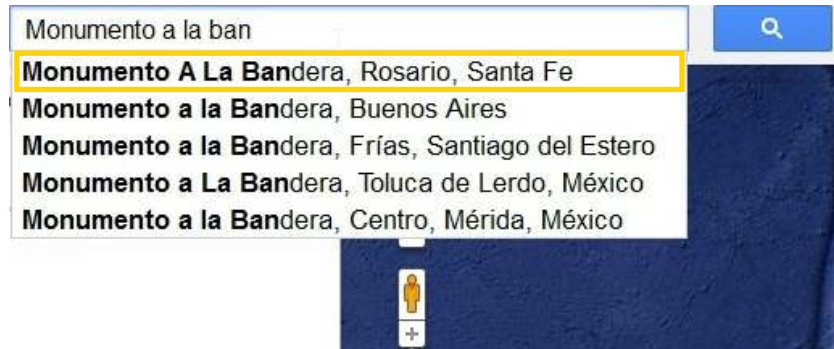 Monumento a la ban
Monumento A La Bandera, Rosario, Santa Fe
Monumento a la Bandera, Buenos Aires
Monumento a la Bandera, Frías, Santiago del Estero
Monumento a La Bandera, Toluca de Lerdo, México
Monumento a la Bandera, Centro, Mérida, México